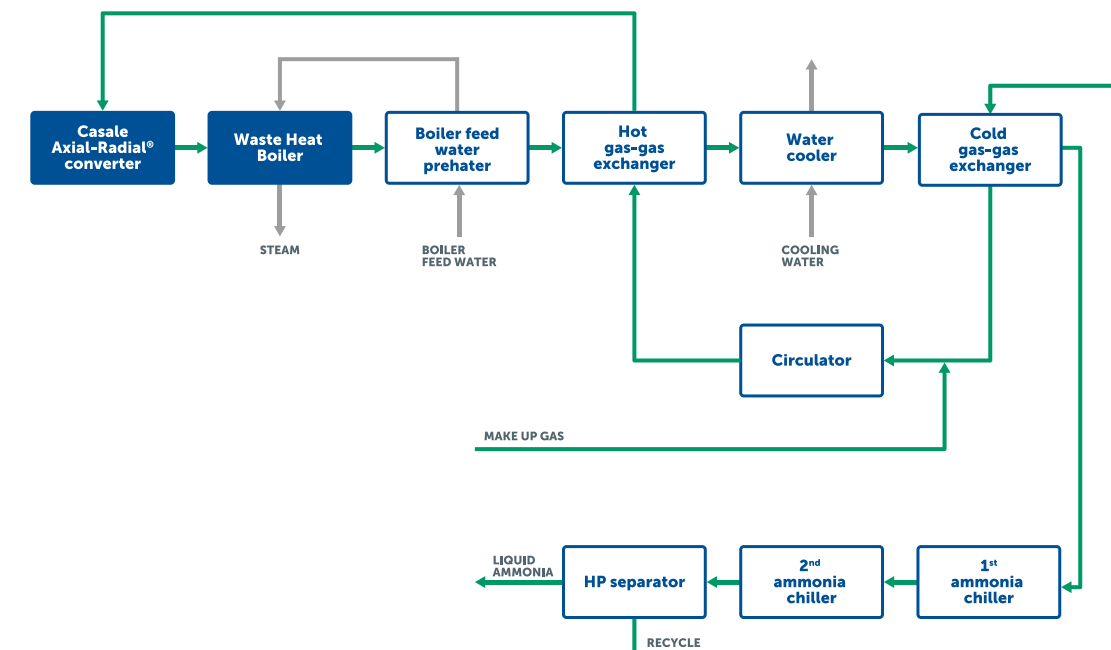 Casale
Axial-Radial®
converter
Waste Heat
Boiler
Boiler feed
water
prehater
Hot
gas-gas
exchanger
Water
cooler
Cold
gas-gas
exchanger
STEAM
BOILER
FEED WATER
COOLING
WATER
Circulator
MAKE UP GAS
LIQUID
AMMONIA
HP separator
2nd
ammonia
chiller
1st
ammonia
chiller
RECYCLE